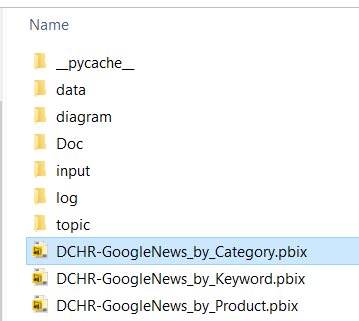 Name
__pycache__
data
diagram
Doc
input
log
topic
DCHR-GoogleNews_by_Category.pbix
DCHR-GoogleNews_by_Keyword.pbix
DCHR-GoogleNews_by_Product.pbix